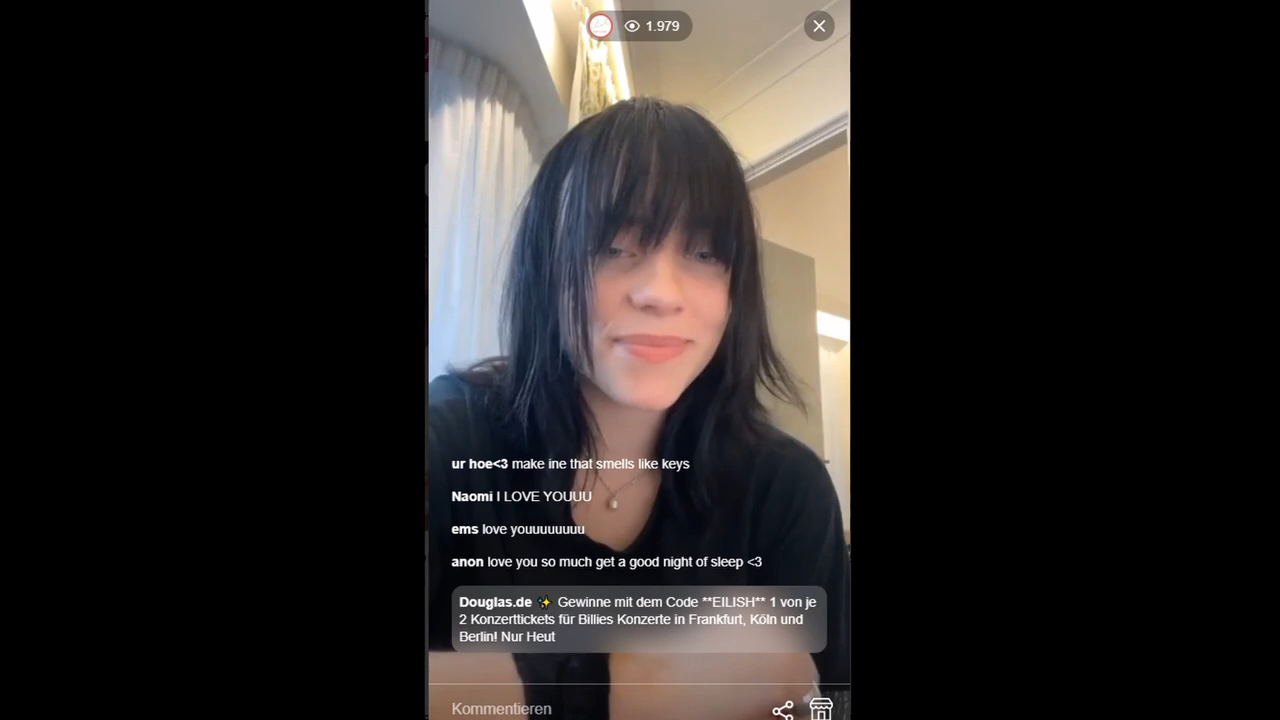 1.979
ur hoe<3 make ine that smells like keys
Naomi I LOVE YOUUU
ems love youuuuuuuuu
anon love you so much get a good night of sleep <3
Douglas.de ✨ Gewinne mit dem Code **EILISH** 1 von je
2 Konzerttickets für Billies Konzerte in Frankfurt, Köln und
Berlin! Nur Heut
Kommentieren